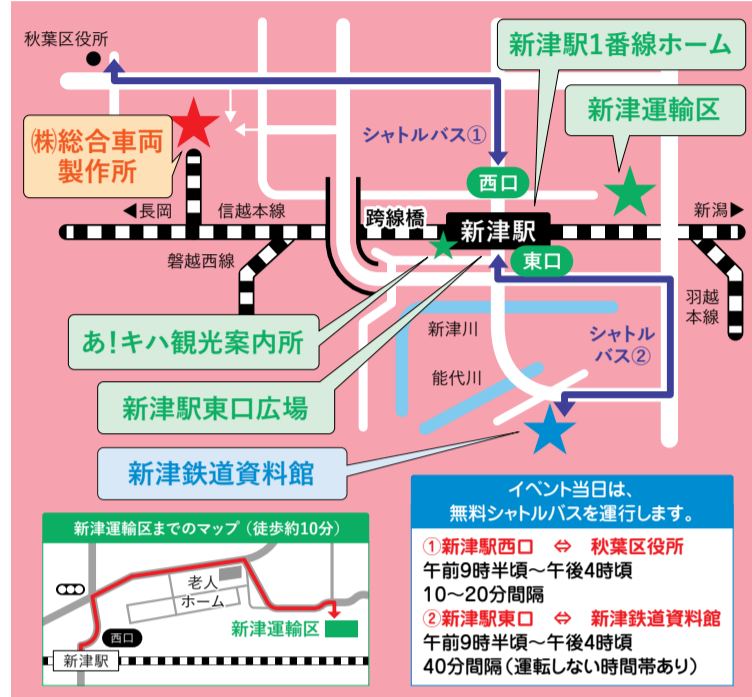 秋葉区役所
新津駅1番線ホーム
新津運輸区
シャトルバス①
㈱総合車両
製作所
西口
◀長岡
信越本線
跨線橋
新津駅
新潟▶
東口
磐越西線
羽越
本線
あ!キハ観光案内所
新津川
シャトル
バス②
能代川
新津駅東口広場
新津鉄道資料館
新津運輸区までのマップ（徒歩約10分）
老人
ホーム
新津運輸区
西口
新津駅
イベント当日は、
無料シャトルバスを運行します。
①新津駅西口 ⇔ 秋葉区役所
午前9時半頃～午後4時頃
10～20分間隔
②新津駅東口 ⇔ 新津鉄道資料館
午前9時半頃～午後4時頃
40分間隔（運転しない時間帯あり）